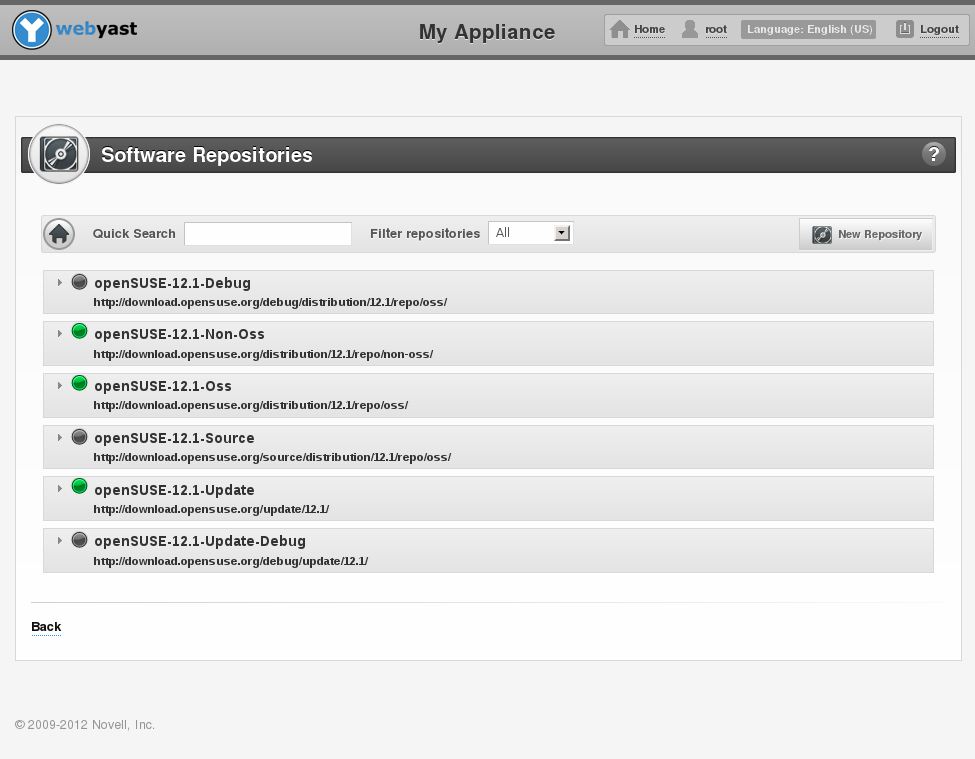 webyast
My Appliance
Home
root
Language: English (US)
Logout
Software Repositories
?
Quick Search
Filter repositories
All
New Repository
openSUSE-12.1-Debug
http://download.opensuse.org/debug/distribution/12.1/repo/oss/
openSUSE-12.1-Non-Oss
http://download.opensuse.org/distribution/12.1/repo/non-oss/
openSUSE-12.1-Oss
http://download.opensuse.org/distribution/12.1/repo/oss/
openSUSE-12.1-Source
http://download.opensuse.org/source/distribution/12.1/repo/oss/
openSUSE-12.1-Update
http://download.opensuse.org/update/12.1/
openSUSE-12.1-Update-Debug
http://download.opensuse.org/debug/update/12.1/
Back
© 2009-2012 Novell, Inc.